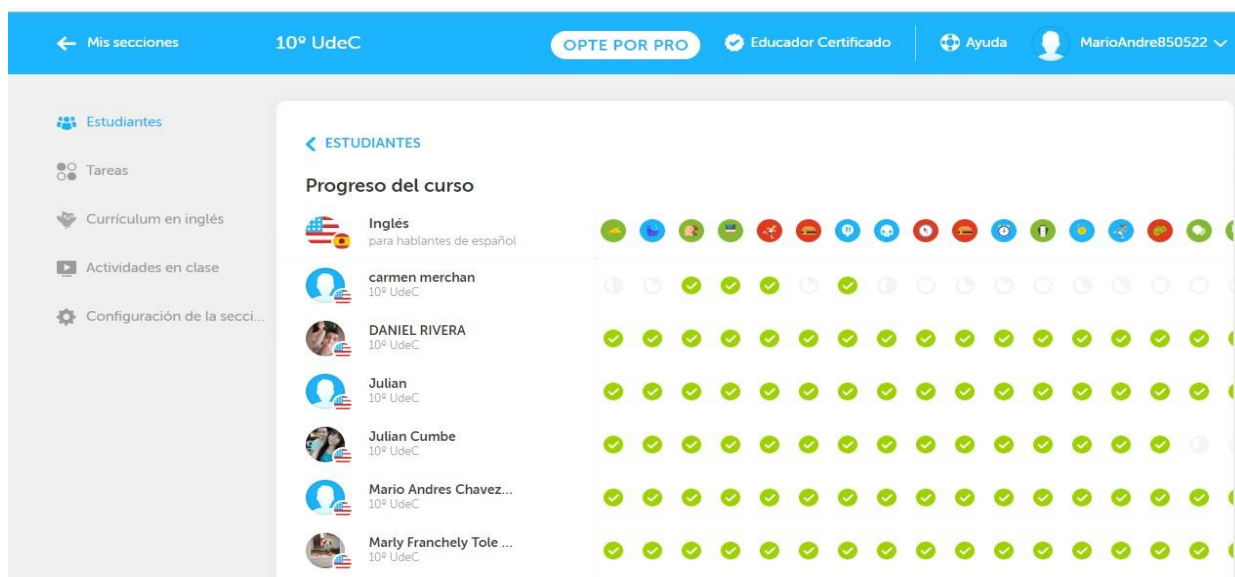 Mis secciones
10º UdeC
OPTE POR PRO
Educador Certificado
Ayuda
MarioAndre850522
Estudiantes
Tareas
Currículum en inglés
Actividades en clase
Configuración de la secci...
ESTUDIANTES
Progreso del curso
Inglés
para hablantes de español
carmen merchan
10º UdeC
DANIEL RIVERA
10º UdeC
Julian
10º UdeC
Julian Cumbe
10º UdeC
Mario Andres Chavez...
10º UdeC
Marly Franchely Tole ...
10º UdeC